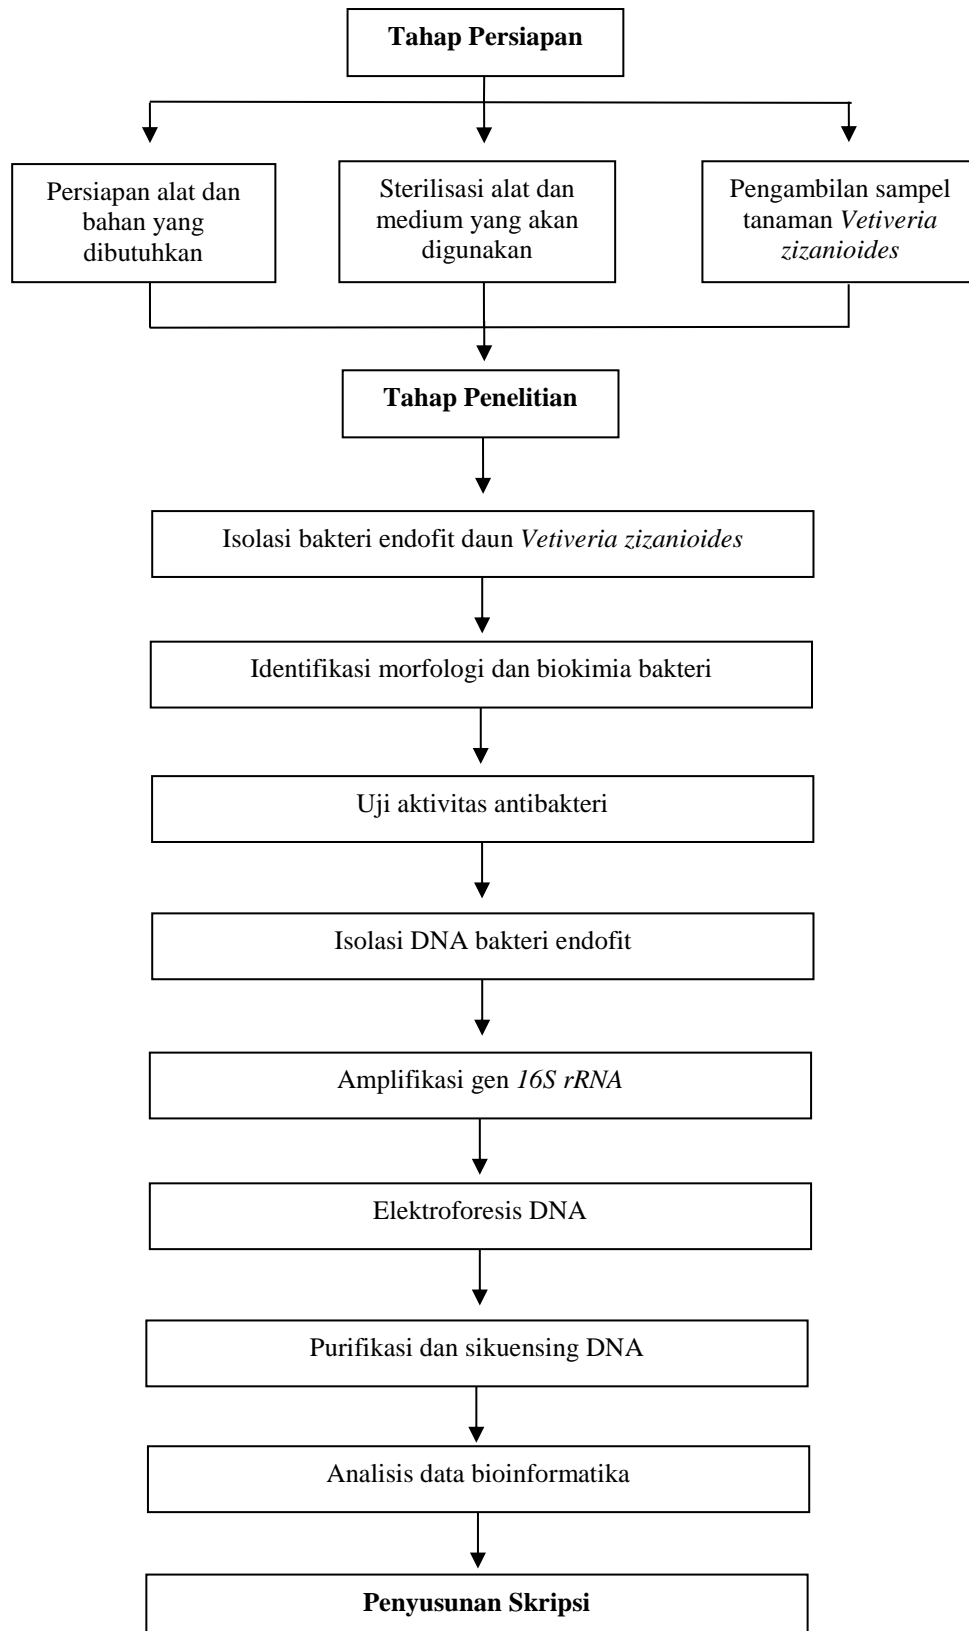 Tahap Persiapan
Persiapan alat dan
bahan yang
dibutuhkan
Sterilisasi alat dan
medium yang akan
digunakan
Pengambilan sampel
tanaman Vetiveria
zizanioides
Tahap Penelitian
Isolasi bakteri endofit daun Vetiveria zizanioides
Identifikasi morfologi dan biokimia bakteri
Uji aktivitas antibakteri
Isolasi DNA bakteri endofit
Amplifikasi gen 16S rRNA
Elektroforesis DNA
Purifikasi dan sikuensing DNA
Analisis data bioinformatika
Penyusunan Skripsi